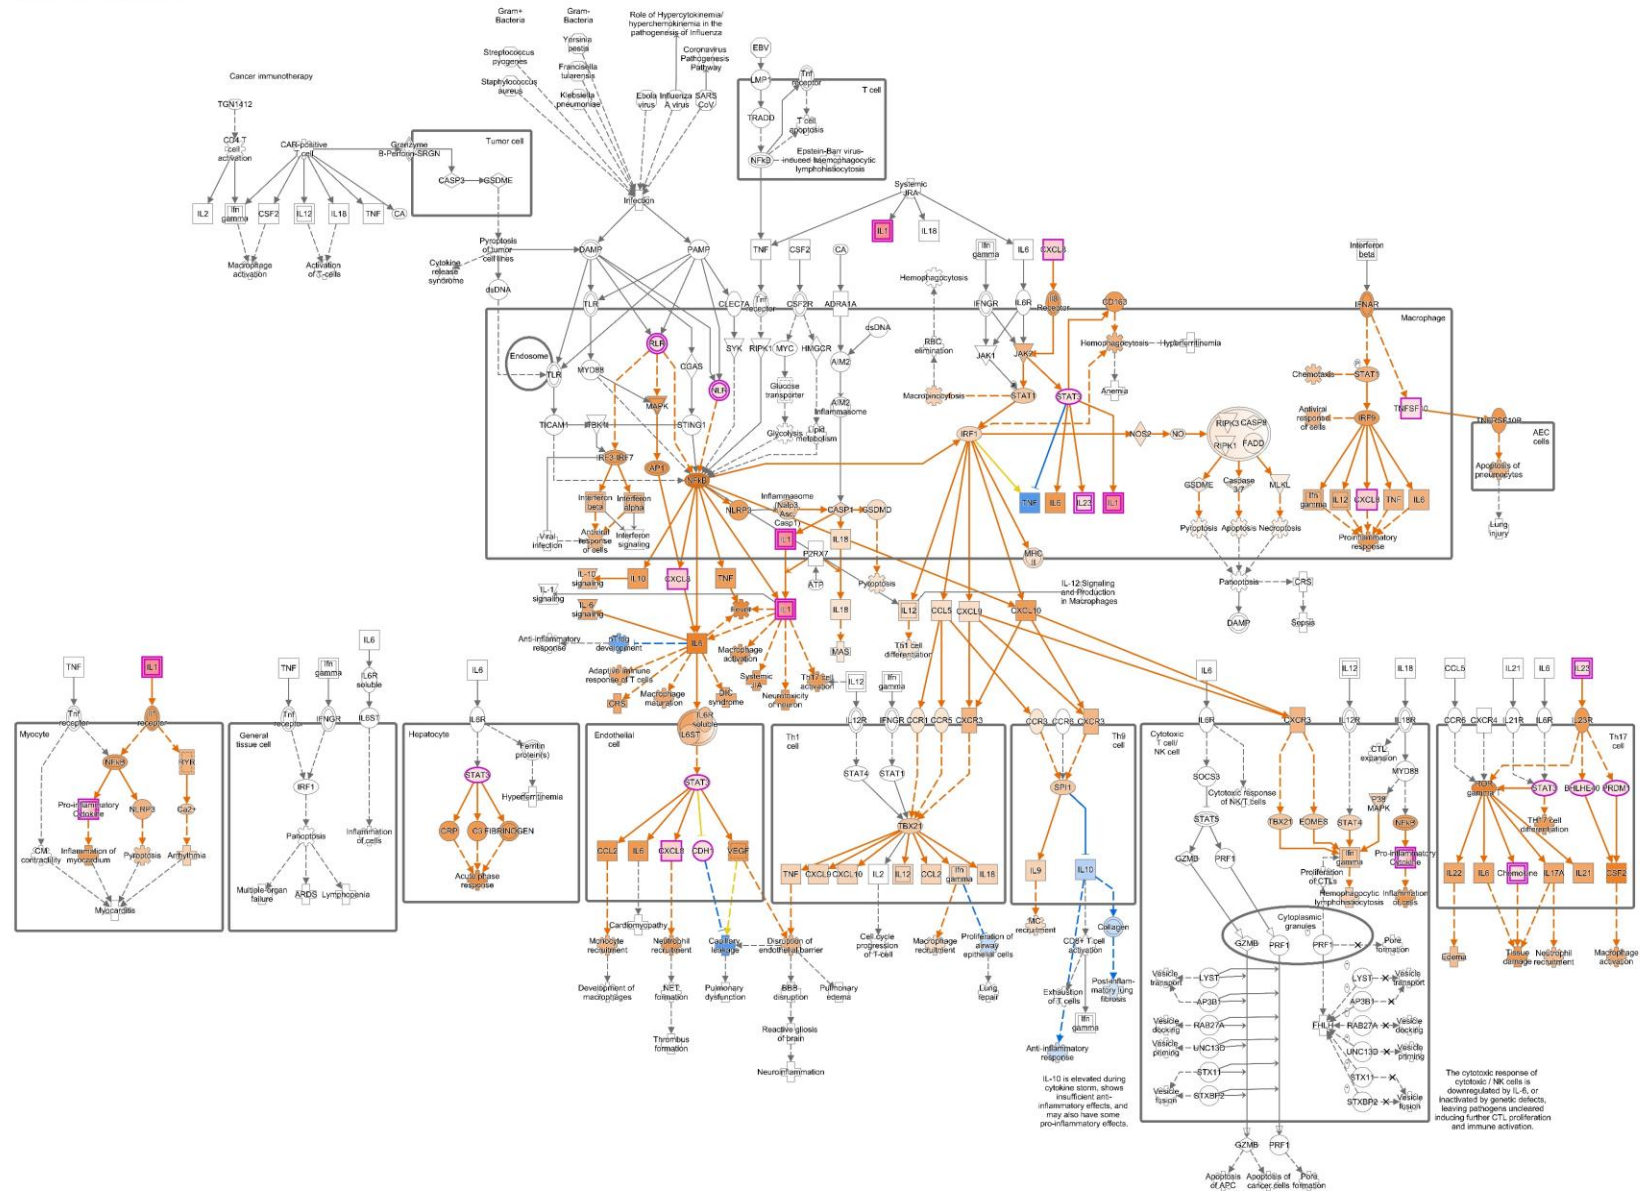 Gram+
Bacteria
Gram-
Bacteria
Role of Hypercytokinemia/
hyperchemokinemia in the
pathogenesis of Influenza
Streptococcus
pyogenes
Staphylococcus
aureus
Yersinia
pestis
Francisella
tularensis
Klebsiella
pneumoniae
Coronavirus
Pathogenesis
Pathway
Ebola
virus
Influenza
A virus
SARS
CoV
Infection
EBV
LMP1
TRADD
NFkB
Tnf
receptor
T cell
T cell
apoptosis
Epstein-Barr virus-
induced haemophagocytic
lymphohistiocytosis
Cancer immunotherapy
TGN1412
CD4 T
cell
activation
CAR-positive
T cell
Granzyme
B-Perforin-SRGN
Tumor cell
CASP3
GSDME
IL2
Ifn
gamma
CSF2
IL12
IL18
TNF
CA
Macrophage
activation
Activation
of T-cells
Pyroptosis
of tumor
cell lines
Cytokine
release
syndrome
dsDNA
DAMP
PAMP
TNF
CSF2
CA
Systemic
JRA
IL1
IL18
Ifn
gamma
IL6
CXCL8
Interferon
beta
TLR
CLEC7A
Tnf
receptor
CSF2R
ADRA1A
Hemophagocytosis
IFNGR
IL6R
Il8
Receptor
CD163
IFNAR
Macrophage
Endosome
TLR
MYD88
RLR
CGAS
NLR
SYK
RIPK1
MYC
HMGCR
dsDNA
AIM2
RBC
elimination
JAK1
JAK2
Hemophagocytosis
Hyperferritinemia
Anemia
Glucose
transporter
AIM2
Inflammasome
Macropinocytosis
STAT1
STAT3
Chemotaxis
STAT1
TNFSF10
Antiviral
response
of cells
IRF9
TNFRSF10B
AEC
cells
MAPK
TICAM1
STING1
Glycolysis
Lipid
metabolism
IRF1
NOS2
NO
RIPK3
CASP8
RIPK1
FADD
IRF3
IRF7
AP1
NFkB
GSDME
Caspase
3/7
MLKL
Apoptosis of
pneumocytes
Interferon
beta
Interferon
alpha
NLRP3
Inflammasome
(Nalp3,
Asc,
Casp1)
CASP1
GSDMD
TNF
IL6
IL23
IL1
Ifn
gamma
IL12
CXCL8
TNF
IL6
Viral
infection
Antiviral
response
of cells
Interferon
signaling
IL1
IL18
P2RX7
MHC
II
Pyroptosis
Apoptosis
Necroptosis
Proinflammatory
response
Lung
injury
IL-10
signaling
IL10
CXCL8
TNF
ATP
Pyroptosis
IL-12 Signaling
and Production
in Macrophages
Panoptosis
CRS
IL-1
signaling
IL-6
signaling
Fever
IL1
IL18
IL12
CCL5
CXCL9
CXCL10
DAMP
Sepsis
Anti-inflammatory
response
nTreg
development
IL6
Macrophage
activation
MAS
Th1 cell
differentiation
Adaptive immune
response of T cells
CRS
Macrophage
maturation
DIC
syndrome
Systemic
JIA
Neurotoxicity
of neuron
Th17 cell
activation
IL12
Ifn
gamma
TNF
IL1
TNF
Ifn
gamma
IL6
IL6R
soluble
IL6
IL6
IL12
IL18
CCL5
IL21
IL6
IL23
Tnf
receptor
Il1
receptor
Tnf
receptor
IFNGR
IL6ST
IL6R
IL6R
soluble
IL6ST
IL12R
IFNGR
CCR1
CCR5
CXCR3
CCR3
CCR6
CXCR3
IL6R
CXCR3
IL12R
IL18R
CCR6
CXCR4
IL21R
IL6R
IL23R
Myocyte
General
tissue cell
Hepatocyte
Endothelial
cell
Th1
cell
Th9
cell
Cytotoxic
T cell/
NK cell
Th17
cell
NFkB
RYR
Pro-inflammatory
Cytokine
NLRP3
Ca2+
CM
contractility
Inflammation of
myocardium
Pyroptosis
Arrhythmia
Myocarditis
IRF1
Panoptosis
Inflammation
of cells
Multiple organ
failure
ARDS
Lymphopenia
STAT3
Ferritin
protein(s)
Hyperferritinemia
CRP
C3
FIBRINOGEN
Acute phase
response
STAT3
CCL2
IL6
CXCL8
CDH1
VEGF
Cardiomyopathy
Monocyte
recruitment
Neutrophil
recruitment
Capillary
leakage
Disruption of
endothelial barrier
Development of
macrophages
NET
formation
Pulmonary
dysfunction
BBB
disruption
Pulmonary
edema
Thrombus
formation
Reactive gliosis
of brain
Neuroinflammation
STAT4
STAT1
TBX21
TNF
CXCL9
CXCL10
IL2
IL12
CCL2
Ifn
gamma
IL18
Cell cycle
progression
of T-cell
Macrophage
recruitment
Proliferation of
airway
epithelial cells
Lung
repair
SPI1
IL9
IL10
MC
recruitment
CD8+ T cell
activation
Collagen
Exhaustion
of T cells
Post-inflam-
matory lung
fibrosis
Ifn
gamma
Anti-inflammatory
response
IL-10 is elevated during
cytokine storm, shows
insufficient anti-
inflammatory effects, and
may also have some
pro-inflammatory effects.
SOCS3
Cytotoxic response
of NK/T cells
STAT5
GZMB
PRF1
CTL
expansion
MYD88
P38
MAPK
TBX21
EOMES
STAT4
NFkB
Ifn
gamma
Pro-inflammatory
Cytokine
Proliferation
of CTLs
Hemophagocytic
lymphohistiocytosis
Inflammation
of cells
Cytoplasmic
granules
GZMB
PRF1
PRF1
Pore
formation
Vesicle
transport
LYST
AP3B1
Vesicle
docking
RAB27A
Vesicle
priming
UNC13D
STX11
Vesicle
fusion
STXBP2
FHLH
LYST
Vesicle
transport
AP3B1
RAB27A
Vesicle
docking
UNC13D
Vesicle
priming
STX11
STXBP2
Vesicle
fusion
GZMB
PRF1
Apoptosis
of APC
Apoptosis of
cancer cells
Pore
formation
gamma
STAT3
BHLHE40
PRDM1
Th17 cell
differentiation
IL22
IL6
Chemokine
IL17A
IL21
CSF2
Edema
Tissue
damage
Neutrophil
recruitment
Macrophage
activation
The cytotoxic response of
cytotoxic / NK cells is
downregulated by IL-6, or
inactivated by genetic defects,
leaving pathogens uncleared
inducing further CTL proliferation
and immune activation.